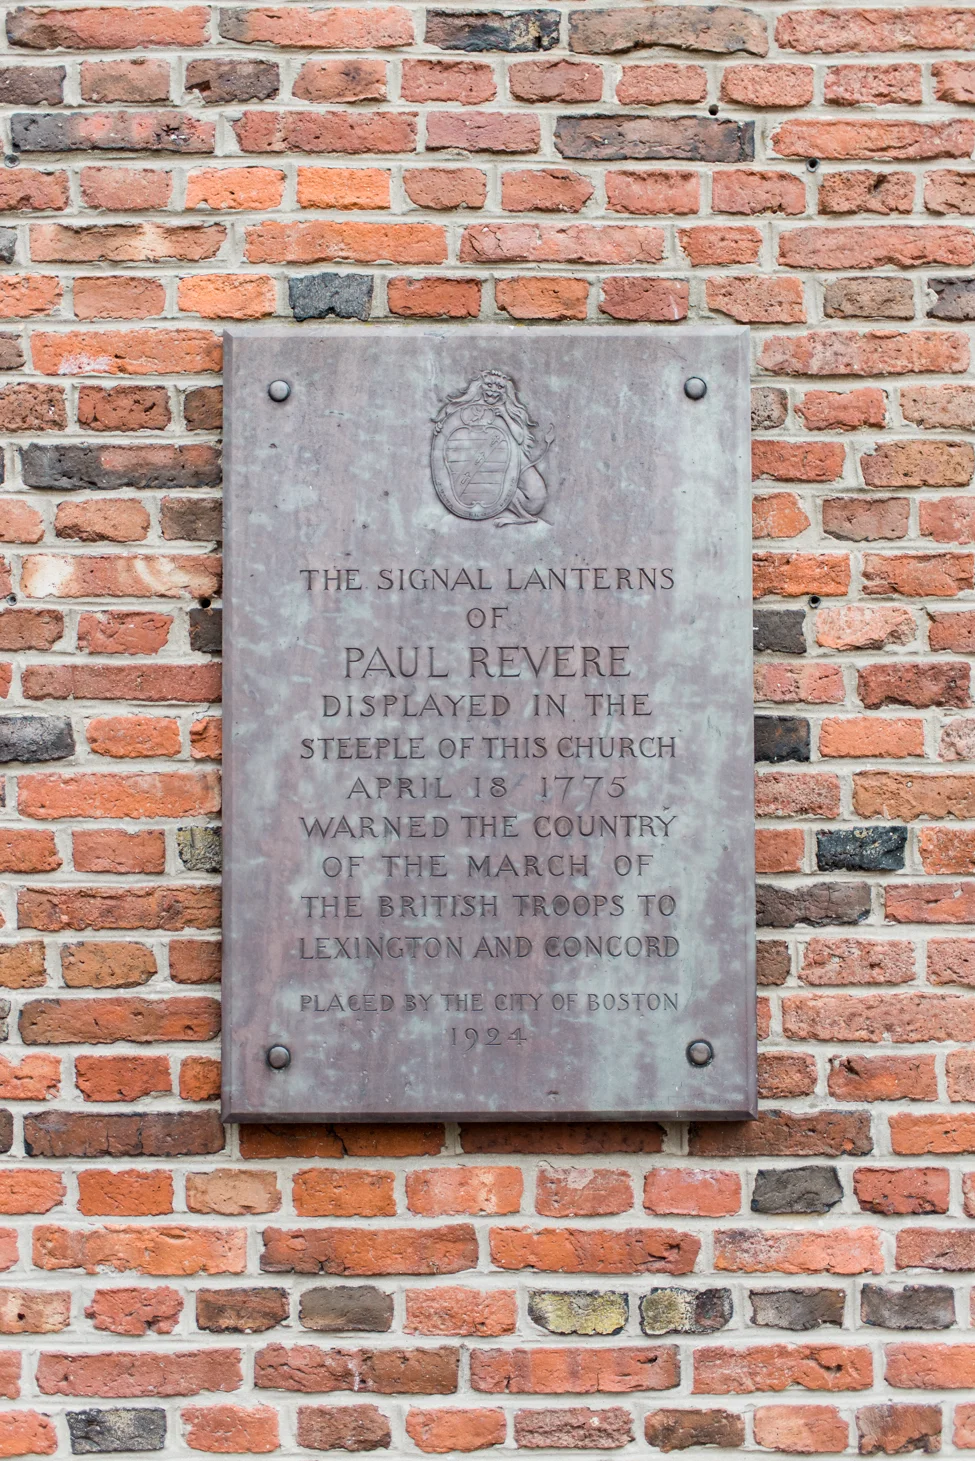 THE SIGNAL LANTERNS
OF
PAUL REVERE
DISPLAYED IN THE
STEEPLE OF THIS CHURCH
APRIL 18 1775
WARNED THE COUNTRY
OF THE MARCH OF
THE BRITISH TROOPS TO
LEXINGTON AND CONCORD
PLACED BY THE CITY OF BOSTON
1924